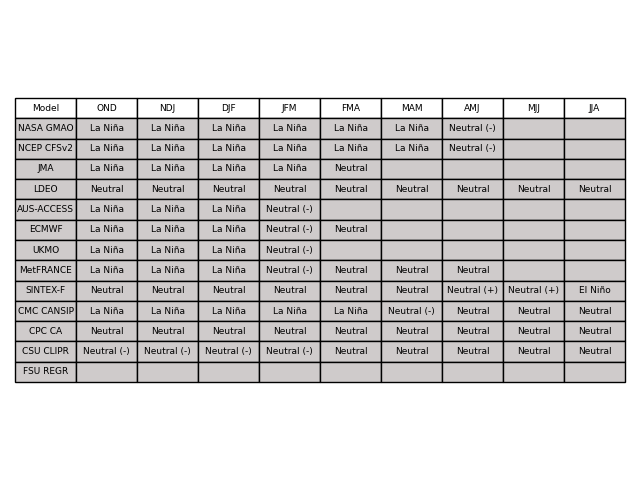 Model OND NDJ DJF JFM FMA MAM AMJ MJJ JJA
NASA GMAO La Niña La Niña La Niña La Niña La Niña La Niña Neutral (-)
NCEP CFSv2 La Niña La Niña La Niña La Niña La Niña La Niña Neutral (-)
JMA La Niña La Niña La Niña La Niña Neutral
LDEO Neutral Neutral Neutral Neutral Neutral Neutral Neutral Neutral Neutral
AUS-ACCESS La Niña La Niña La Niña Neutral (-)
ECMWF La Niña La Niña La Niña Neutral (-) Neutral
UKMO La Niña La Niña La Niña Neutral (-)
MetFRANCE La Niña La Niña La Niña Neutral (-) Neutral Neutral Neutral
SINTEX-F Neutral Neutral Neutral Neutral Neutral Neutral Neutral (+) Neutral (+) El Niño
CMC CANSIP La Niña La Niña La Niña La Niña La Niña Neutral (-) Neutral Neutral Neutral
CPC CA Neutral Neutral Neutral Neutral Neutral Neutral Neutral Neutral Neutral
CSU CLIPR Neutral (-) Neutral (-) Neutral (-) Neutral (-) Neutral Neutral Neutral Neutral Neutral
FSU REGR